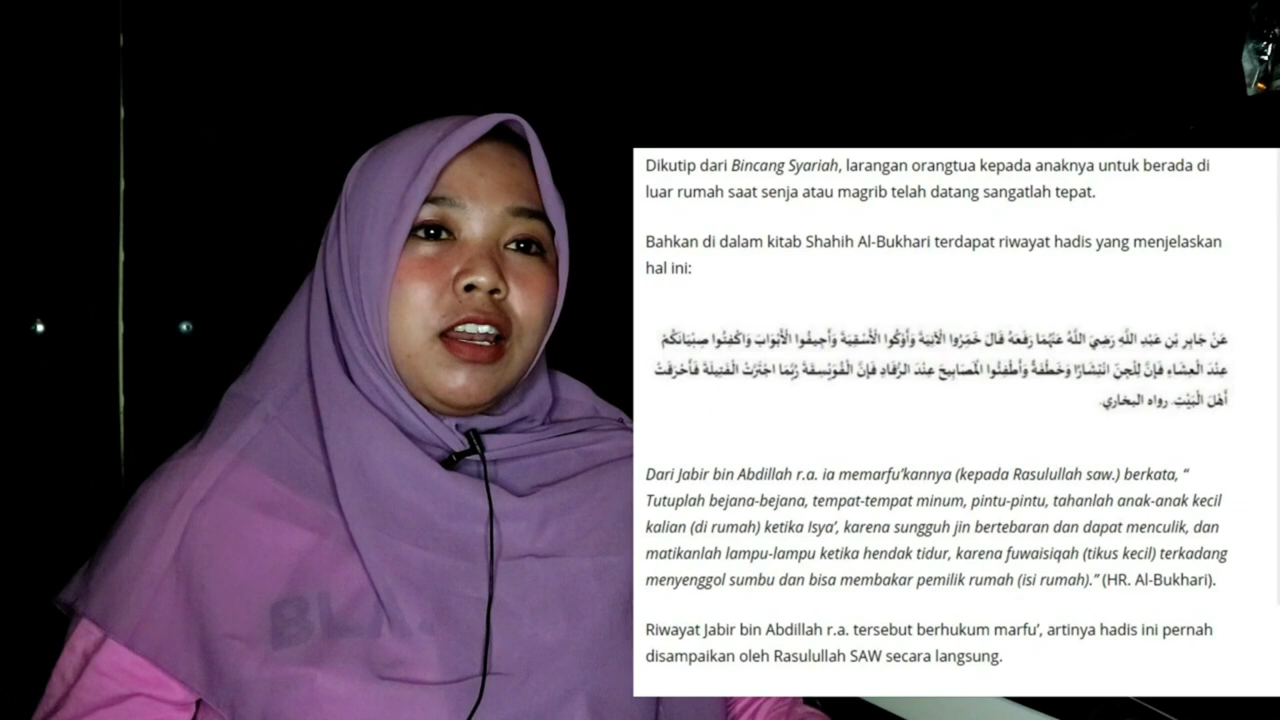 Dikutip dari Bincang Syariah, larangan orangtua kepada anaknya untuk berada di
luar rumah saat senja atau magrib telah datang sangatlah tepat.
Bahkan di dalam kitab Shahih Al-Bukhari terdapat riwayat hadis yang menjelaskan
hal ini:
عَنْ جَابِرِ بْنِ عَبْدِ اللَّهِ رَضِيَ اللَّهُ عَنْهُمَا رَفَعَهُ قَالَ خَمِّرُوا الْآنِيَةَ وَأَوْكُوا الْأَسْقِيَةَ وَأَجِيفُوا الْأَبْوَابَ وَاكْفِتُوا صِبْيَانَكُمْ
عِنْدَ الْعِشَاءِ فَإِنَّ لِلْجِنِّ انْتِشَارًا وَخَطْفَةً وَأَطْفِئُوا الْمَصَابِيحَ عِنْدَ الرُّقَادِ فَإِنَّ الْفُوَيْسِقَةَ رُبَّمَا اجْتَرَّتْ الْفَتِيلَةَ فَأَحْرَقَتْ
أَهْلَ الْبَيْتِ. رواه البخاري.
Dari Jabir bin Abdillah r.a. ia memarfu’kannya (kepada Rasulullah saw.) berkata, “
Tutuplah bejana-bejana, tempat-tempat minum, pintu-pintu, tahanlah anak-anak kecil
kalian (di rumah) ketika Isya’, karena sungguh jin bertebaran dan dapat menculik, dan
matikanlah lampu-lampu ketika hendak tidur, karena fuwaisiqah (tikus kecil) terkadang
menyenggol sumbu dan bisa membakar pemilik rumah (isi rumah).” (HR. Al-Bukhari).
Riwayat Jabir bin Abdillah r.a. tersebut berhukum marfu’, artinya hadis ini pernah
disampaikan oleh Rasulullah SAW secara langsung.